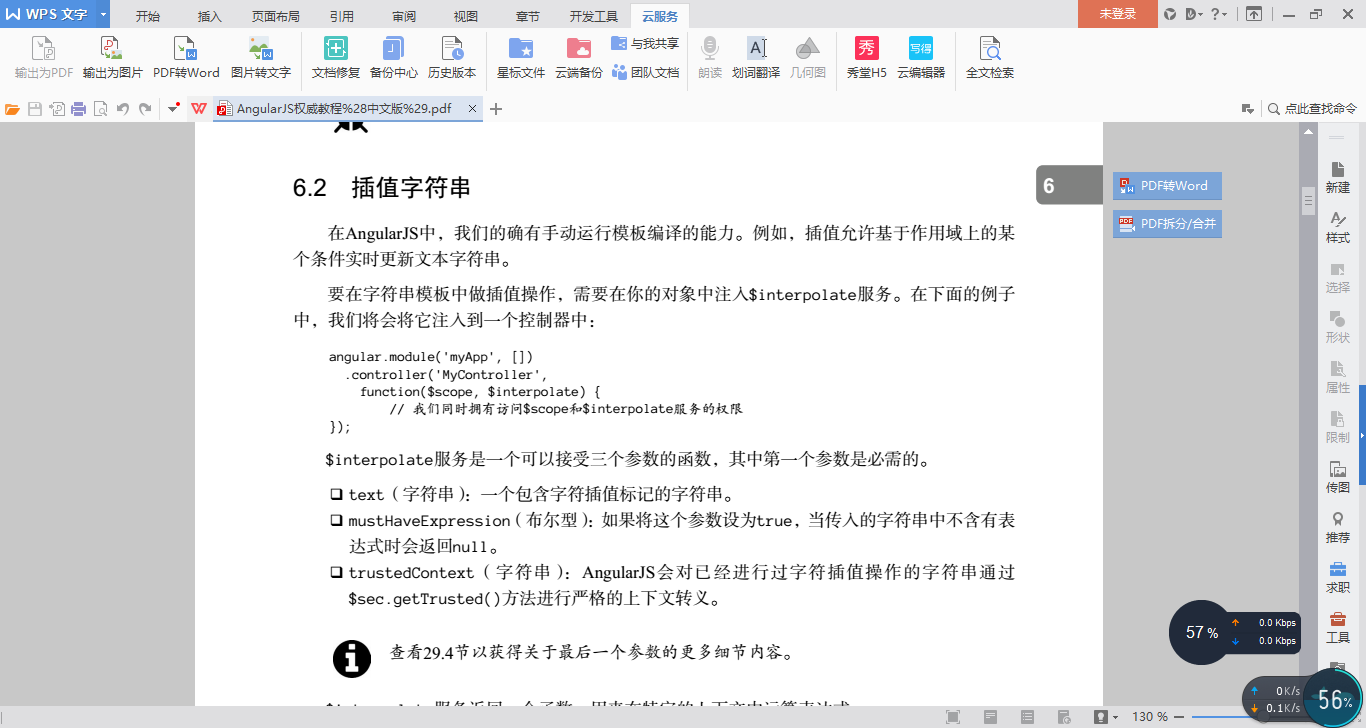 WPS 文字
开始 插入 页面布局 引用 审阅 视图 章节 开发工具 云服务 未登录
输出为PDF 输出为图片 PDF转Word 图片转文字 文档修复 备份中心 历史版本 星标文件 云端备份 与我共享 团队文档 朗读 划词翻译 几何图 秀堂H5 云编辑器 全文检索
秀 写得
AngularJS权威教程%28中文版%29.pdf 点此查找命令
6.2 插值字符串
6
在AngularJS中，我们的确有手动运行模板编译的能力。例如，插值允许基于作用域上的某
个条件实时更新文本字符串。
要在字符串模板中做插值操作，需要在你的对象中注入$interpolate服务。在下面的例子
中，我们将会将它注入到一个控制器中：
angular.module('myApp', [])
.controller('MyController',
function($scope, $interpolate) {
// 我们同时拥有访问$scope和$interpolate服务的权限
});
$interpolate服务是一个可以接受三个参数的函数，其中第一个参数是必需的。
text（字符串）：一个包含字符插值标记的字符串。
mustHaveExpression（布尔型）：如果将这个参数设为true，当传入的字符串中不含有表
达式时会返回null。
trustedContext（字符串）：AngularJS会对已经进行过字符插值操作的字符串通过
$sec.getTrusted()方法进行严格的上下文转义。
查看29.4节以获得关于最后一个参数的更多细节内容。
PDF转Word
PDF拆分/合并
新建
样式
选择
形状
属性
限制
传图
推荐
求职
工具
57 %
0.0 Kbps
0.0 Kbps
0K/s
0.1K/s
56%
130 %